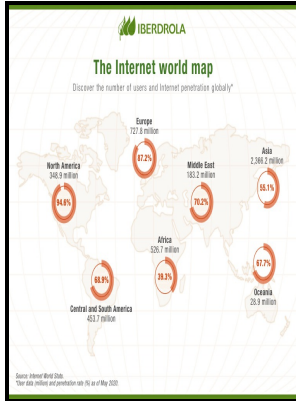 IBERDROLA
The Internet world map
Discover the number of users and Internet penetration globally*
Europe
727.8 million
87.2%
North America
348.9 million
94.6%
Middle East
183.2 million
70.2%
Asia
2,366.2 million
55.1%
Africa
526.7 million
39.3%
Central and South America
453.7 million
68.9%
Oceania
28.9 million
67.7%
Source: Internet World Stats.
*User data (million) and penetration rate (%) as of May 2020.